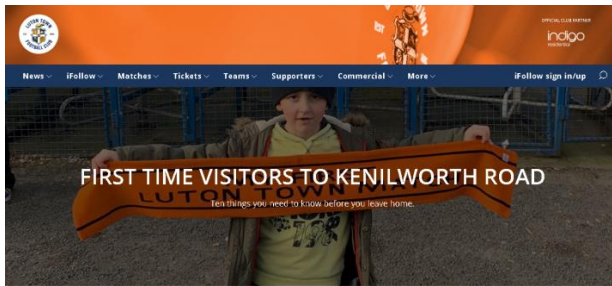 LUTON TOWN
FOOTBALL CLUB
OFFICIAL CLUB PARTNER
indigo
residential
News iFollow Matches Tickets Teams Supporters Commercial More iFollow sign in/up
FIRST TIME VISITORS TO KENILWORTH ROAD
LUTON TOWN
Ten things you need to know before you leave home.